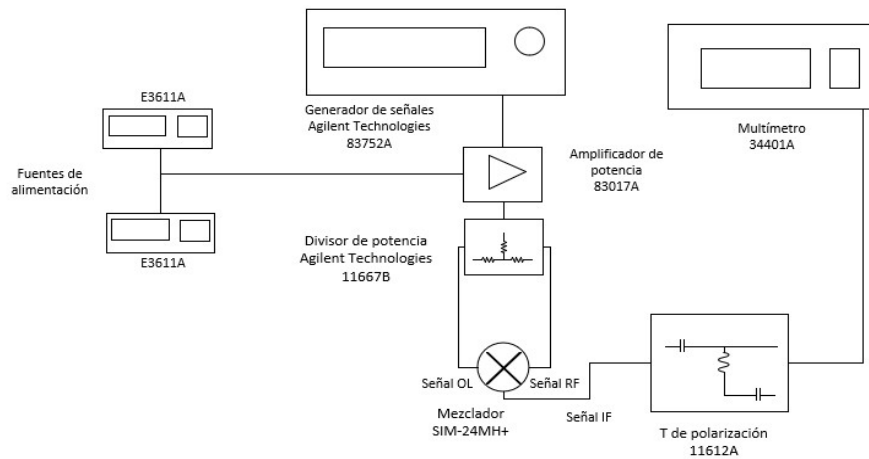 E3611A
Fuentes de
alimentación
E3611A
Generador de señales
Agilent Technologies
83752A
Multímetro
34401A
Amplificador de
potencia
83017A
Divisor de potencia
Agilent Technologies
11667B
Señal OL
Señal RF
Mezclador
SIM-24MH+
Señal IF
T de polarización
11612A